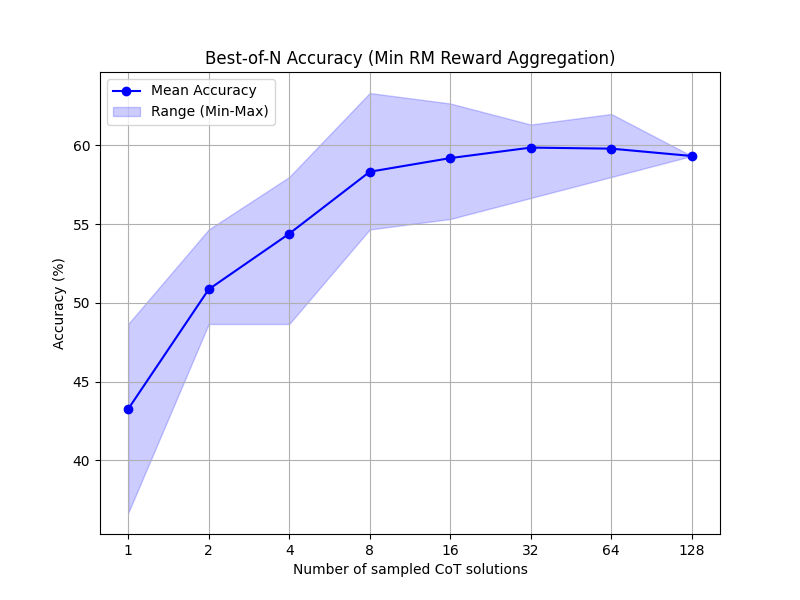 Best-of-N Accuracy (Min RM Reward Aggregation)
Mean Accuracy
Range (Min-Max)
Accuracy (%)
60
55
50
45
40
1 2 4 8 16 32 64 128
Number of sampled CoT solutions